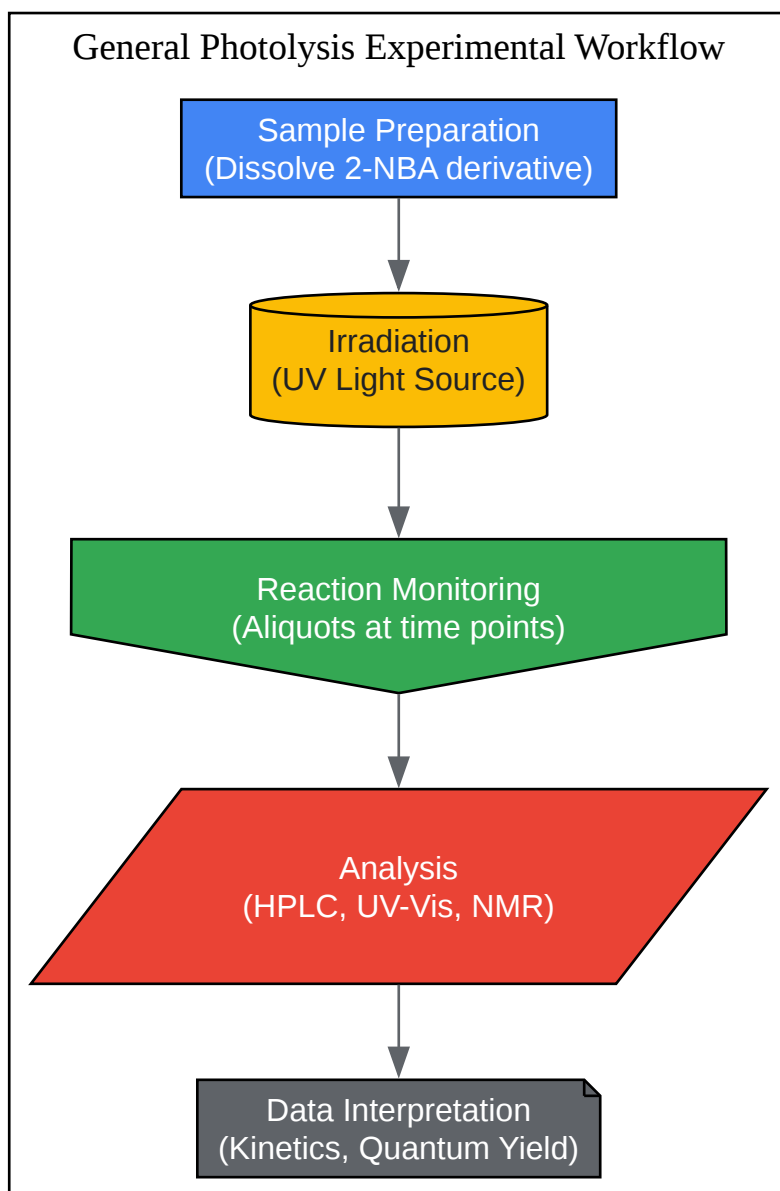 General Photolysis Experimental Workflow
Sample Preparation
(Dissolve 2-NBA derivative)
Irradiation
(UV Light Source)
Reaction Monitoring
(Aliquots at time points)
Analysis
(HPLC, UV-Vis, NMR)
Data Interpretation
(Kinetics, Quantum Yield)